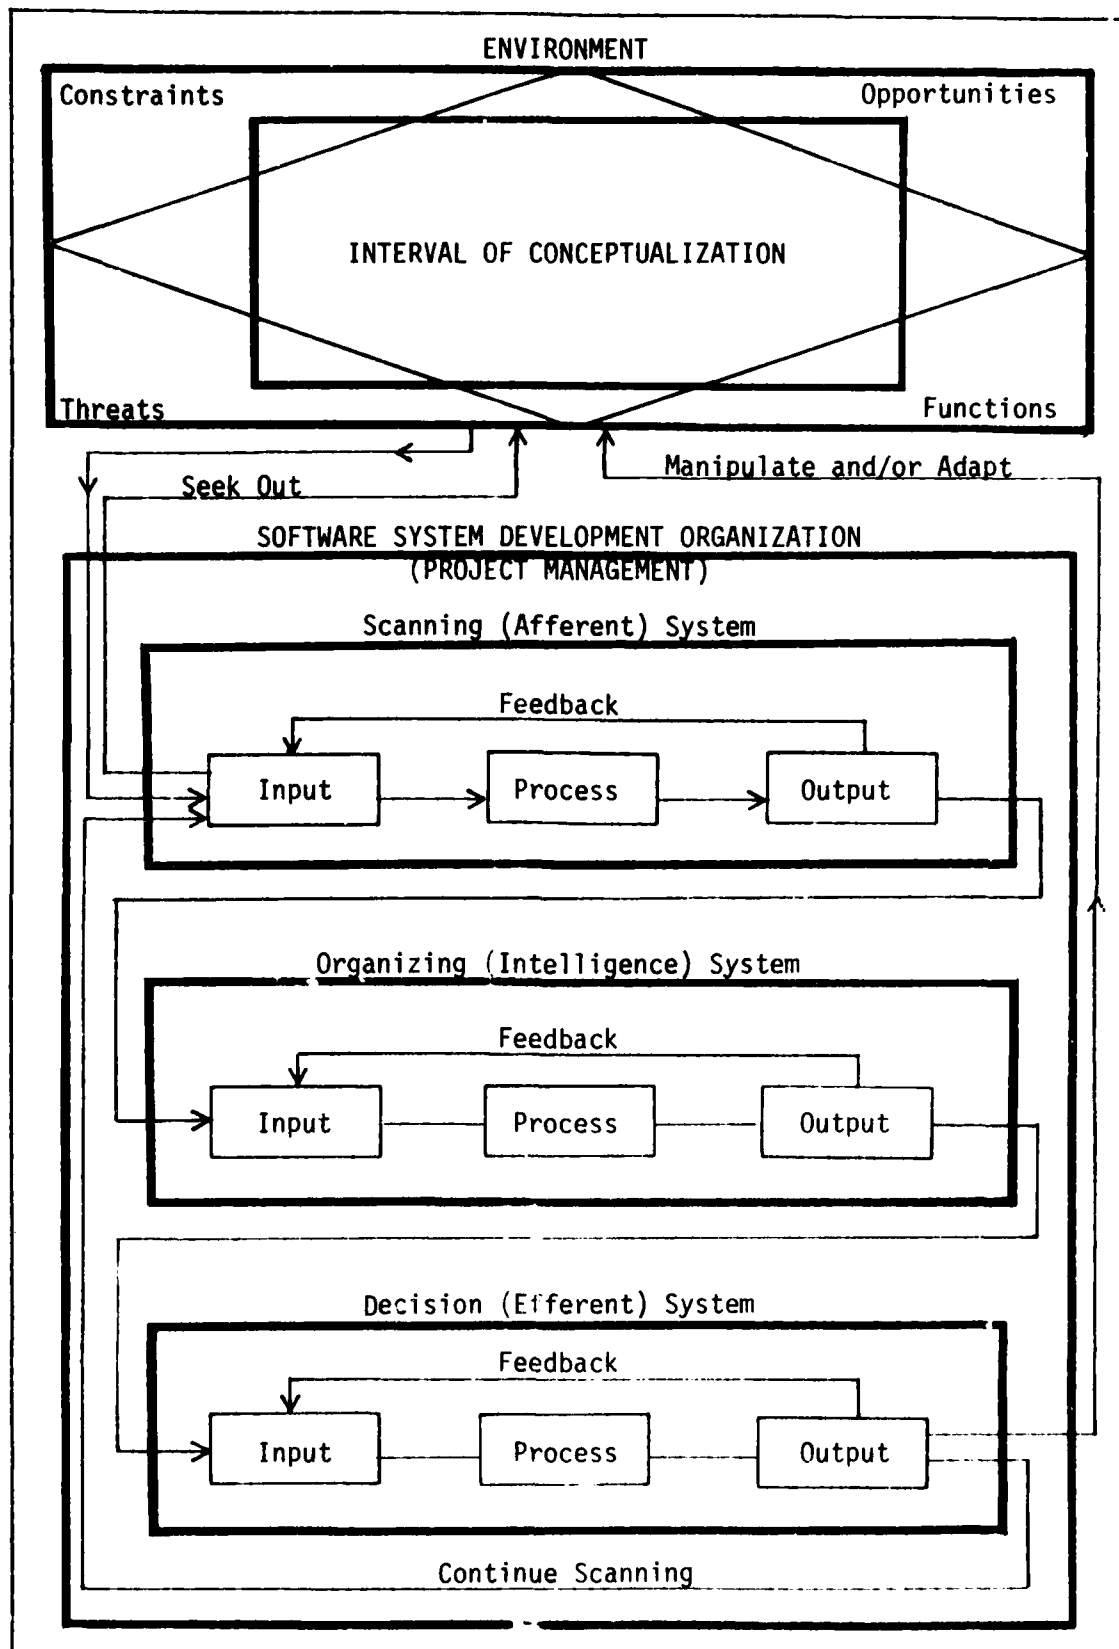 ENVIRONMENT
Constraints
Opportunities
INTERVAL OF CONCEPTUALIZATION
Threats
Functions
Manipulate and/or Adapt
Seek Out
SOFTWARE SYSTEM DEVELOPMENT ORGANIZATION
(PROJECT MANAGEMENT)
Scanning (Afferent) System
Feedback
Input
Process
Output
Organizing (Intelligence) System
Feedback
Input
Process
Output
Decision (Efferent) System
Feedback
Input
Process
Output
Continue Scanning